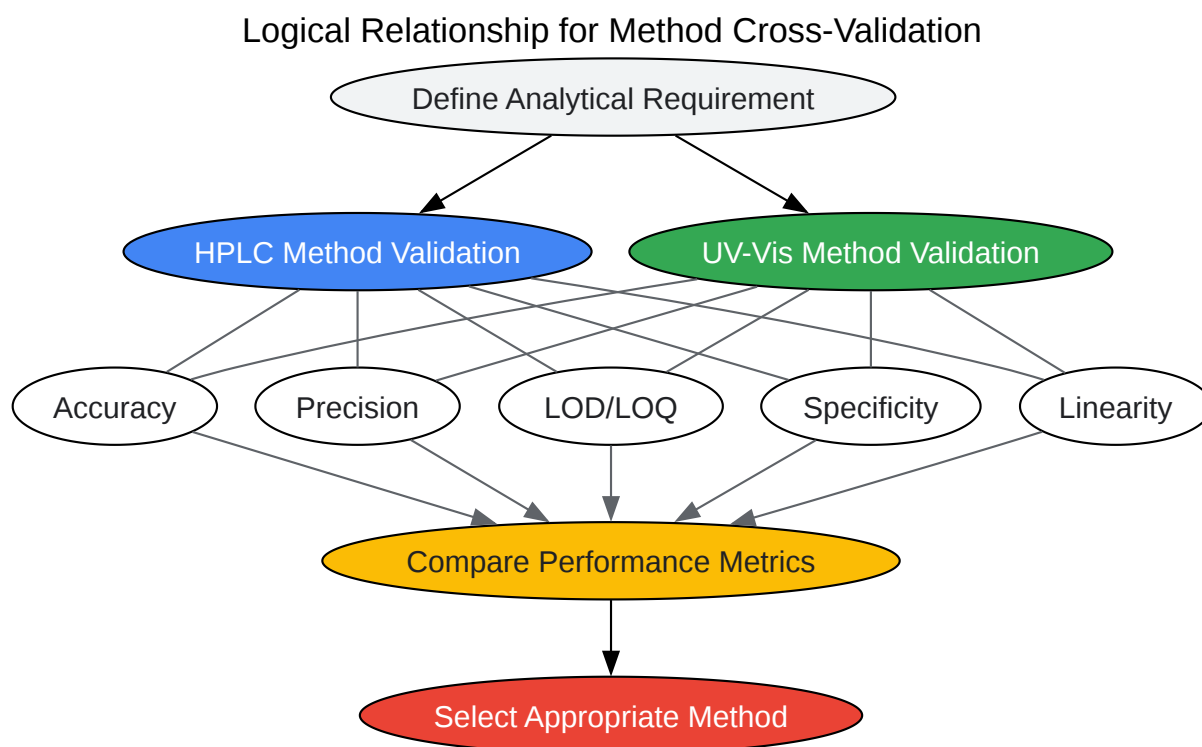 Logical Relationship for Method Cross-Validation
Define Analytical Requirement
HPLC Method Validation
UV-Vis Method Validation
Accuracy
Precision
LOD/LOQ
Specificity
Linearity
Compare Performance Metrics
Select Appropriate Method